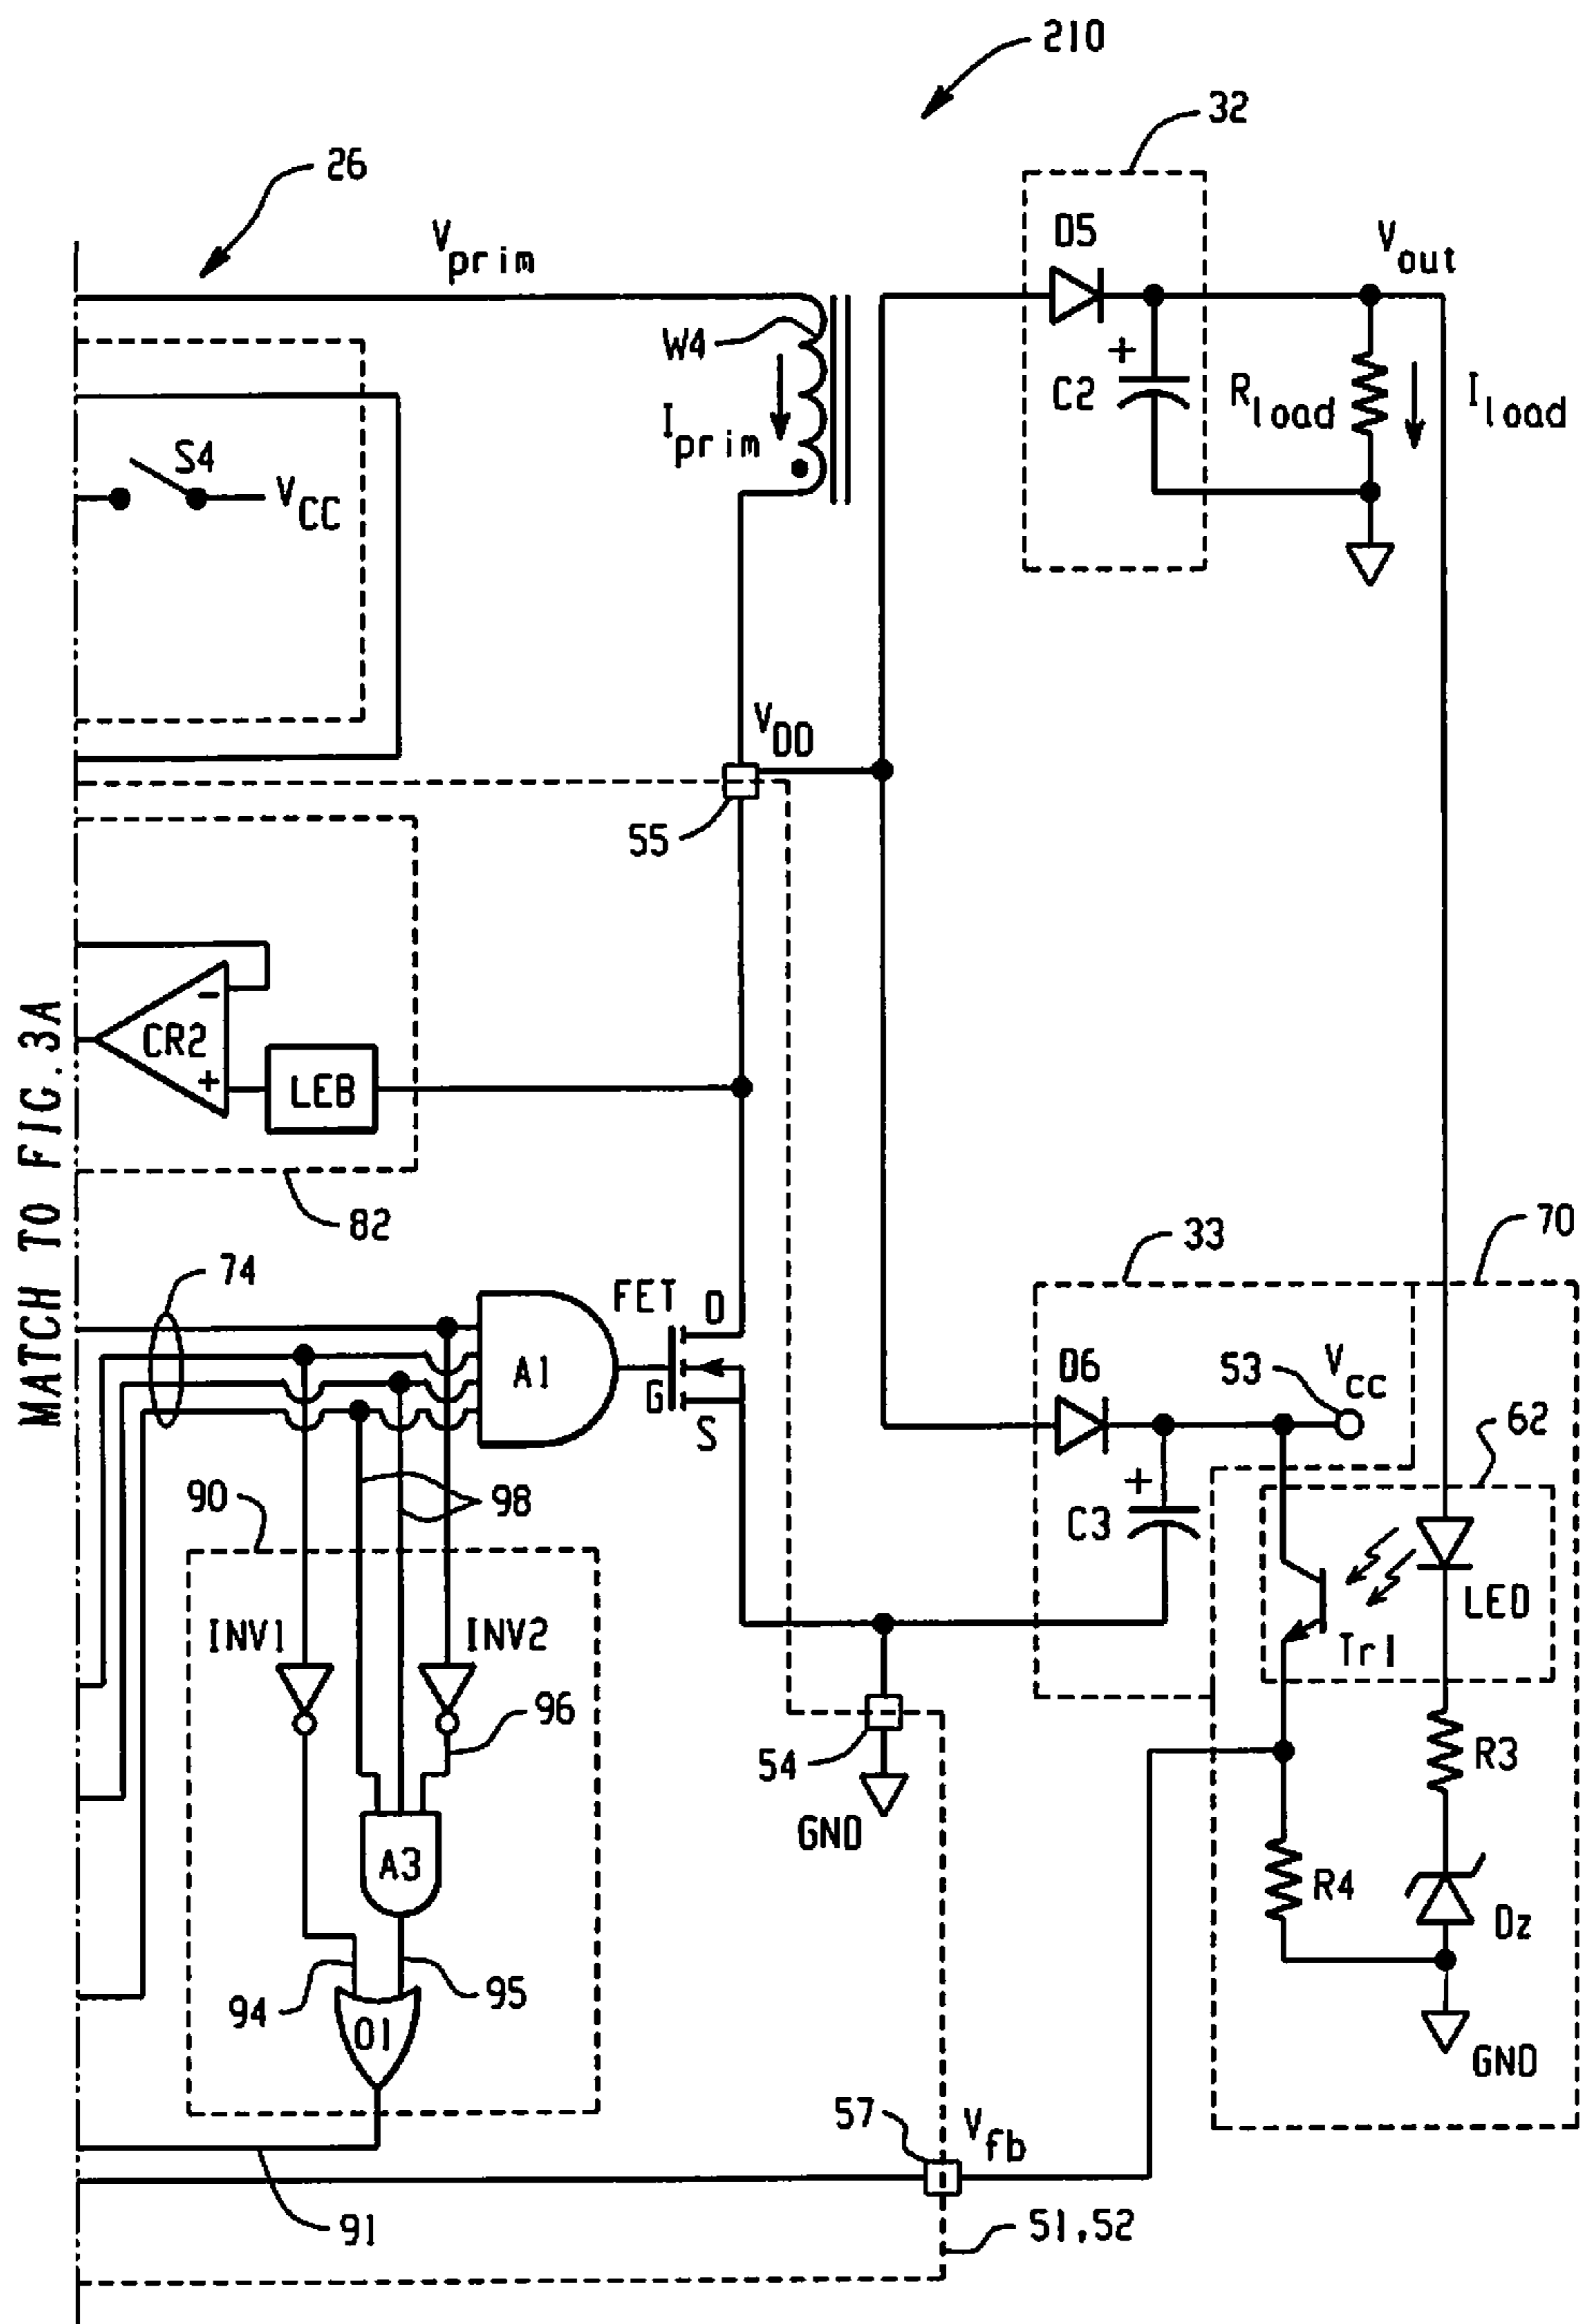 210
32
26
Vprim
D5
Vout
W4
+
C2
Rload
Iload
Iprim
S4
VCC
VDD
55
MATCH TO FIG. 3A
-
CR2
+
LEB
82
70
33
74
FET
D
A1
G
S
D6
53
Vcc
62
90
98
+
C3
LED
INV1
INV2
Tr1
96
54
R3
GND
A3
R4
Dz
94
95
O1
GND
57
Vfb
91
51,52